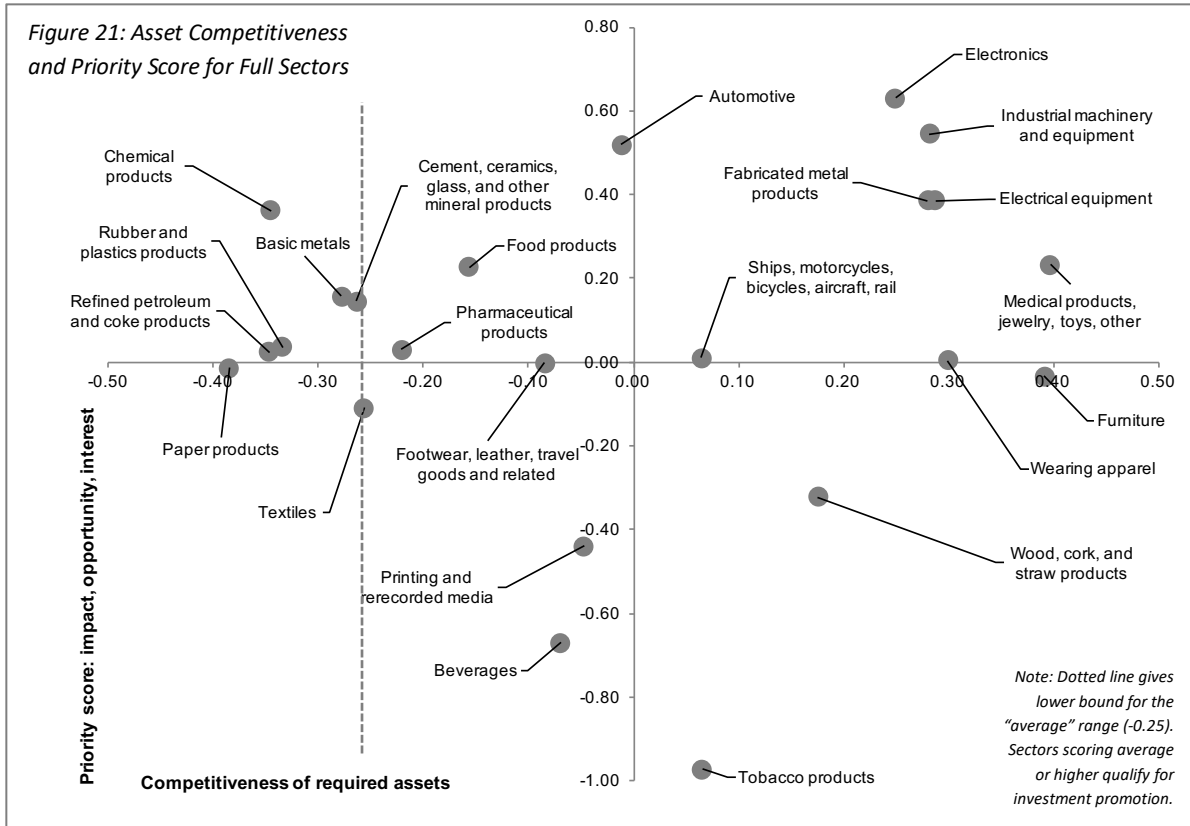 Figure 21: Asset Competitiveness
and Priority Score for Full Sectors
0.80
Electronics
Automotive
0.60
Industrial machinery
and equipment
Chemical
products
Cement, ceramics,
glass, and other
mineral products
Fabricated metal
products
0.40
Electrical equipment
Rubber and
plastics products
Basic metals
Food products
0.20
Ships, motorcycles,
bicycles, aircraft, rail
Refined petroleum
and coke products
Pharmaceutical
products
Medical products,
jewelry, toys, other
0.00
-0.50
-0.40
-0.30
-0.20
-0.10
0.00
0.10
0.20
0.30
0.40
0.50
Paper products
Footwear, leather, travel
goods and related
-0.20
Furniture
Wearing apparel
Textiles
-0.40
Wood, cork, and
straw products
Printing and
rerecorded media
-0.60
Beverages
-0.80
Tobacco products
-1.00
Priority score: impact, opportunity, interest
Competitiveness of required assets
Note: Dotted line gives
lower bound for the
“average” range (-0.25).
Sectors scoring average
or higher qualify for
investment promotion.